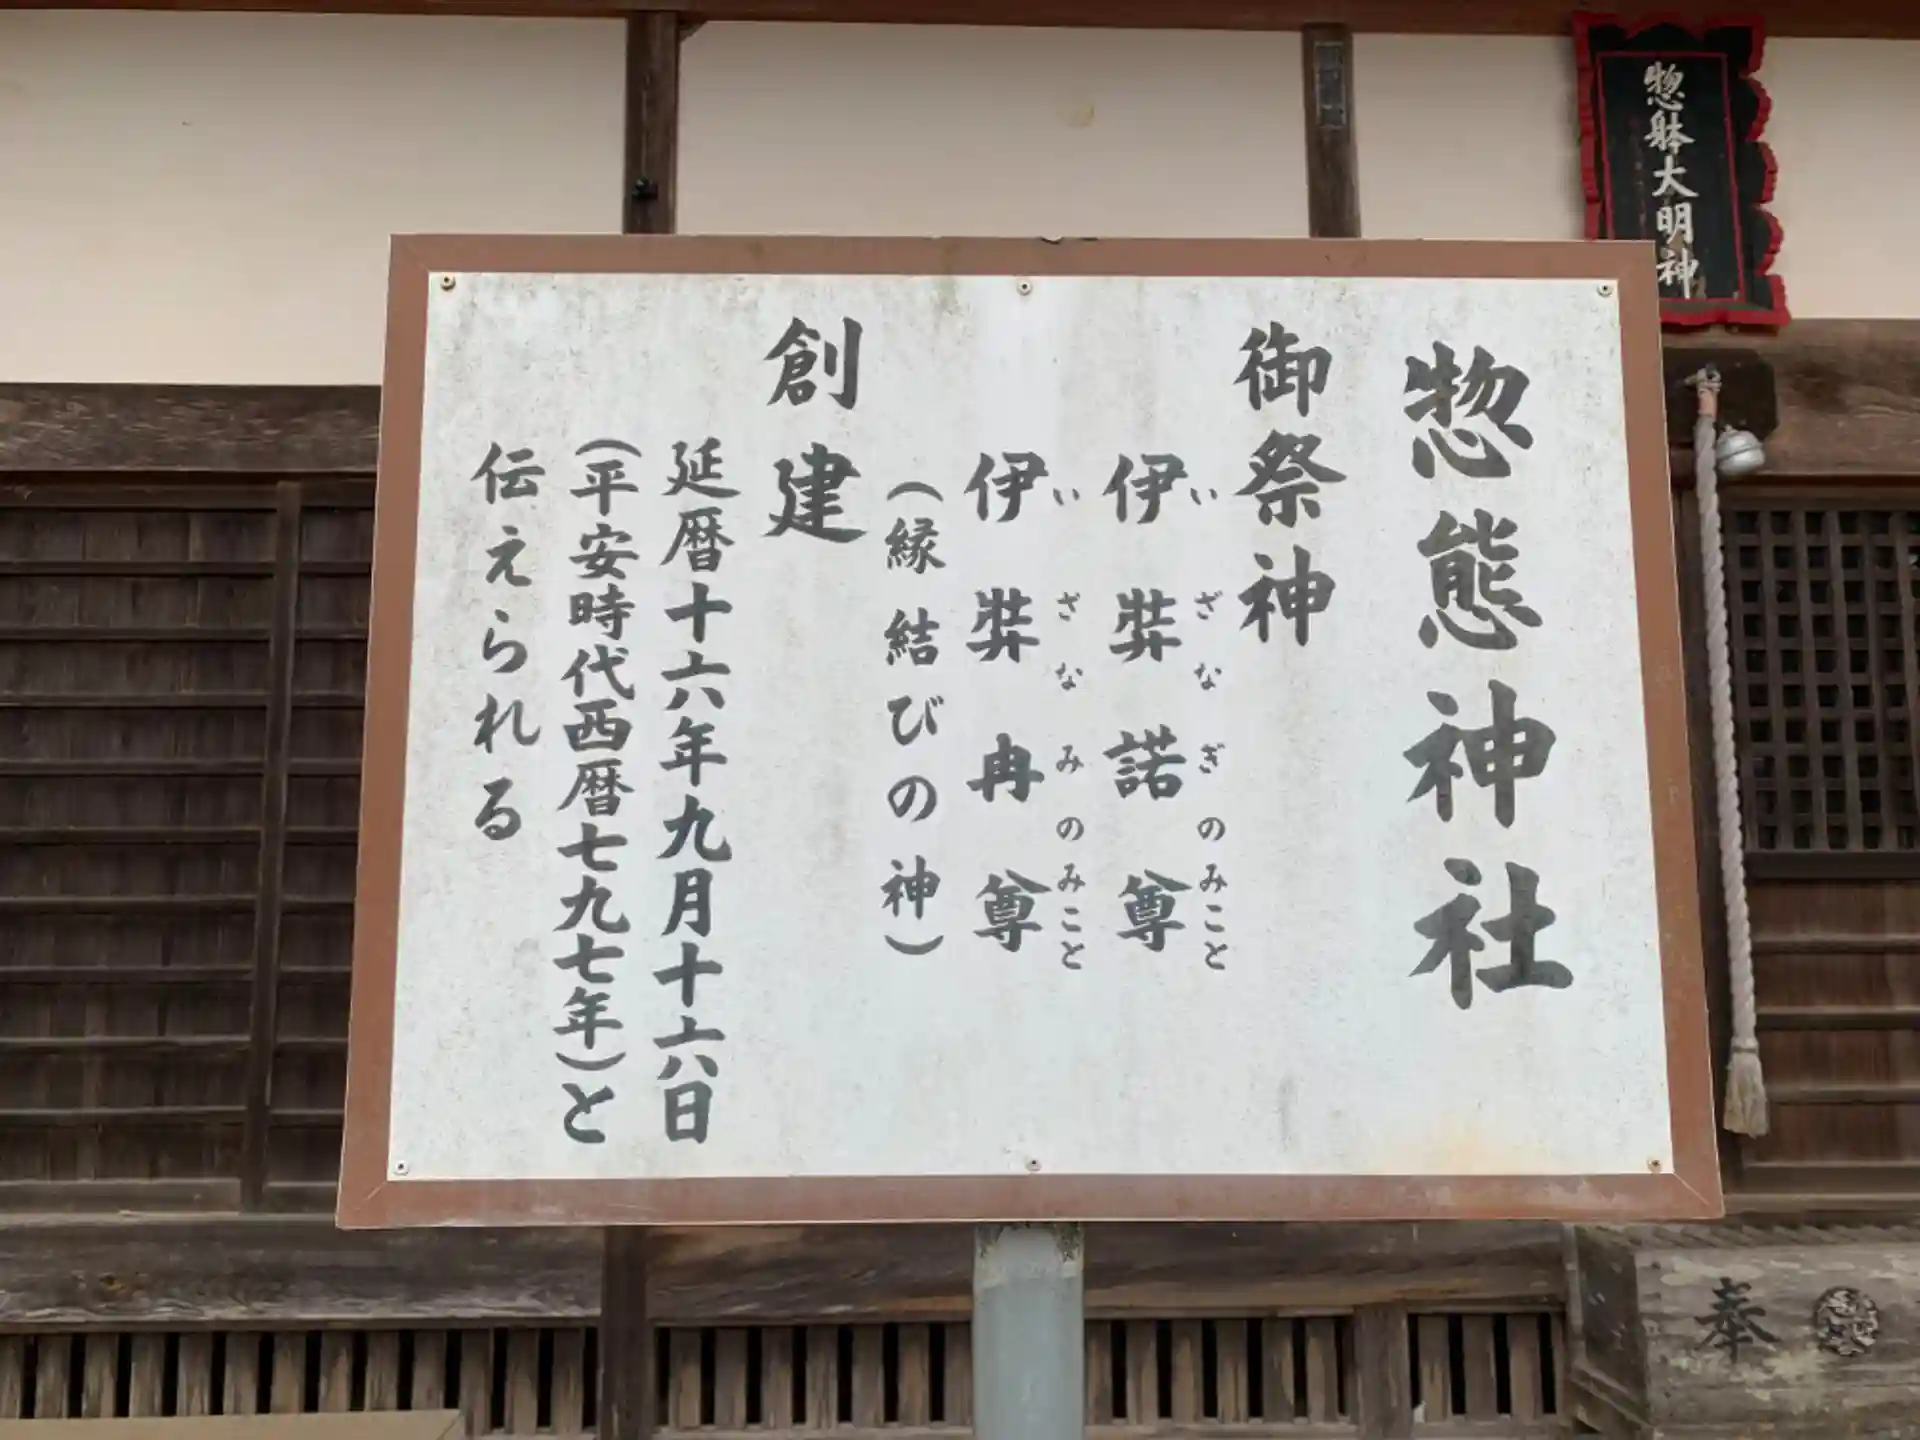 惣躰大明神
惣態神社
御祭神
伊弉諾尊
いざなぎのみこと
伊弉冉尊
いざなみのみこと
（縁結びの神）
創建
延暦十六年九月十六日
（平安時代西暦七九七年）と
伝えられる
奉